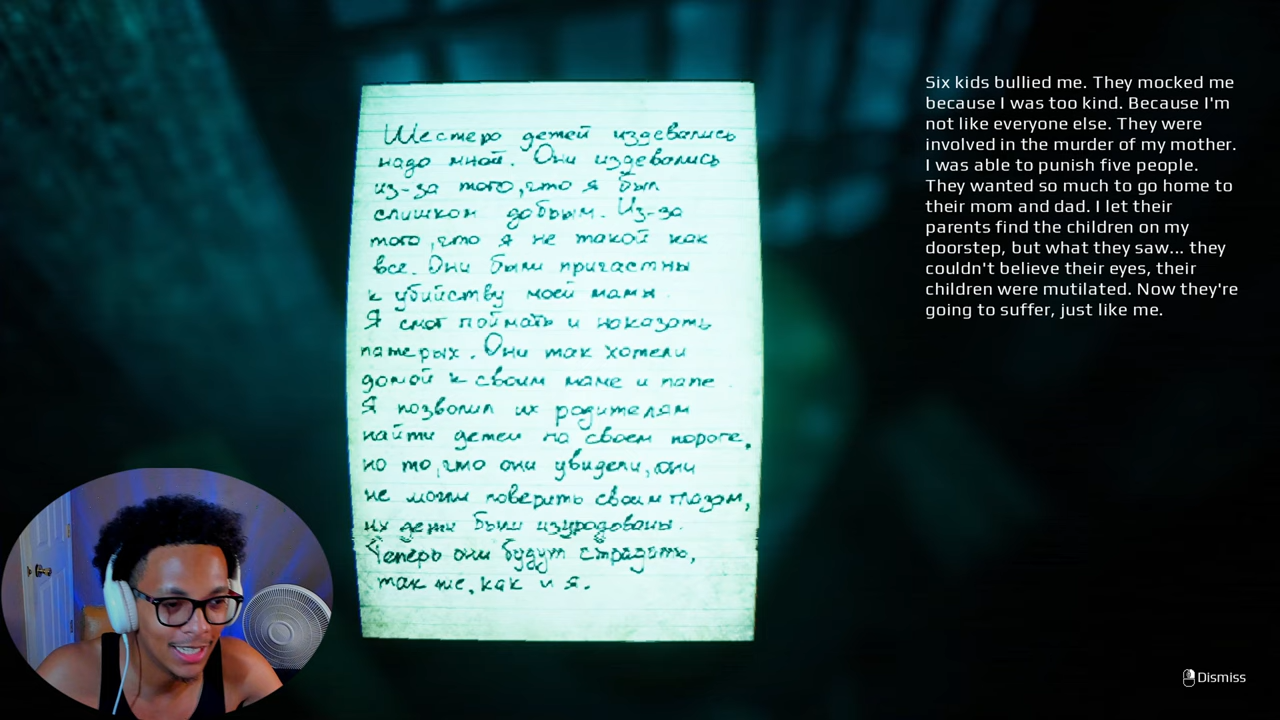 Шестеро детей издевались
надо мной. Они издевались
из-за того, что я был
слишком добрым. Из-за
того, что я не такой как
все. Они были причастны
к убийству моей мамы.
Я смог поймать и наказать
пятерых. Они так хотели
домой к своим маме и папе.
Я позволил их родителям
найти детей на своем пороге,
но то, что они увидели, они
не могли поверить своим глазам,
их дети были изуродованы.
Теперь они будут страдать,
так же, как и я.
Six kids bullied me. They mocked me
because I was too kind. Because I'm
not like everyone else. They were
involved in the murder of my mother.
I was able to punish five people.
They wanted so much to go home to
their mom and dad. I let their
parents find the children on my
doorstep, but what they saw... they
couldn't believe their eyes, their
children were mutilated. Now they're
going to suffer, just like me.
Dismiss